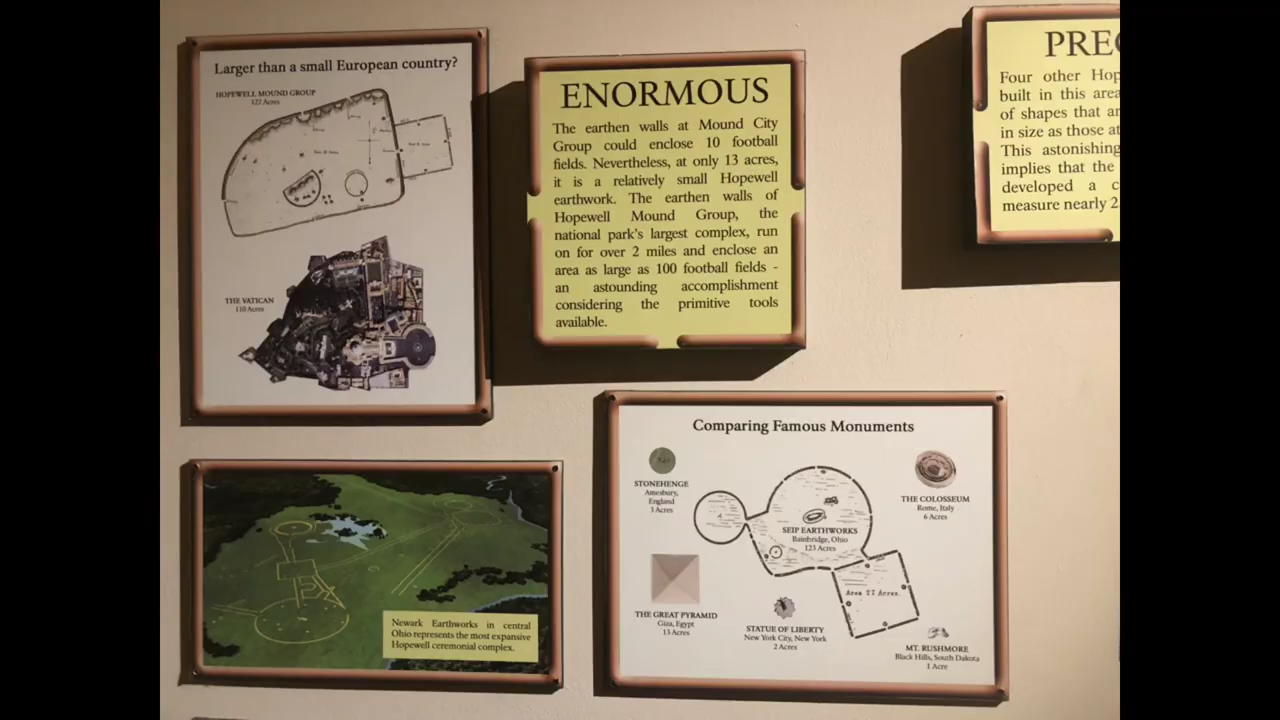 Larger than a small European country?
HOPEWELL MOUND GROUP
127 Acres
THE VATICAN
110 Acres
ENORMOUS
The earthen walls at Mound City
Group could enclose 10 football
fields. Nevertheless, at only 13 acres,
it is a relatively small Hopewell
earthwork. The earthen walls of
Hopewell Mound Group, the
national park's largest complex, run
on for over 2 miles and enclose an
area as large as 100 football fields -
an astounding accomplishment
considering the primitive tools
available.
Four other
built in this area
of shapes that
in size as those at
This astonishing
implies that the
developed a
measure nearly
Newark Earthworks in central
Ohio represents the most expansive
Hopewell ceremonial complex.
Comparing Famous Monuments
STONEHENGE
Amesbury,
England
3 Acres
THE COLOSSEUM
Rome, Italy
6 Acres
SEIP EARTHWORKS
Bainbridge, Ohio
123 Acres
Area 27 Acres.
THE GREAT PYRAMID
Giza, Egypt
13 Acres
STATUE OF LIBERTY
New York City, New York
2 Acres
MT. RUSHMORE
Black Hills, South Dakota
1 Acre